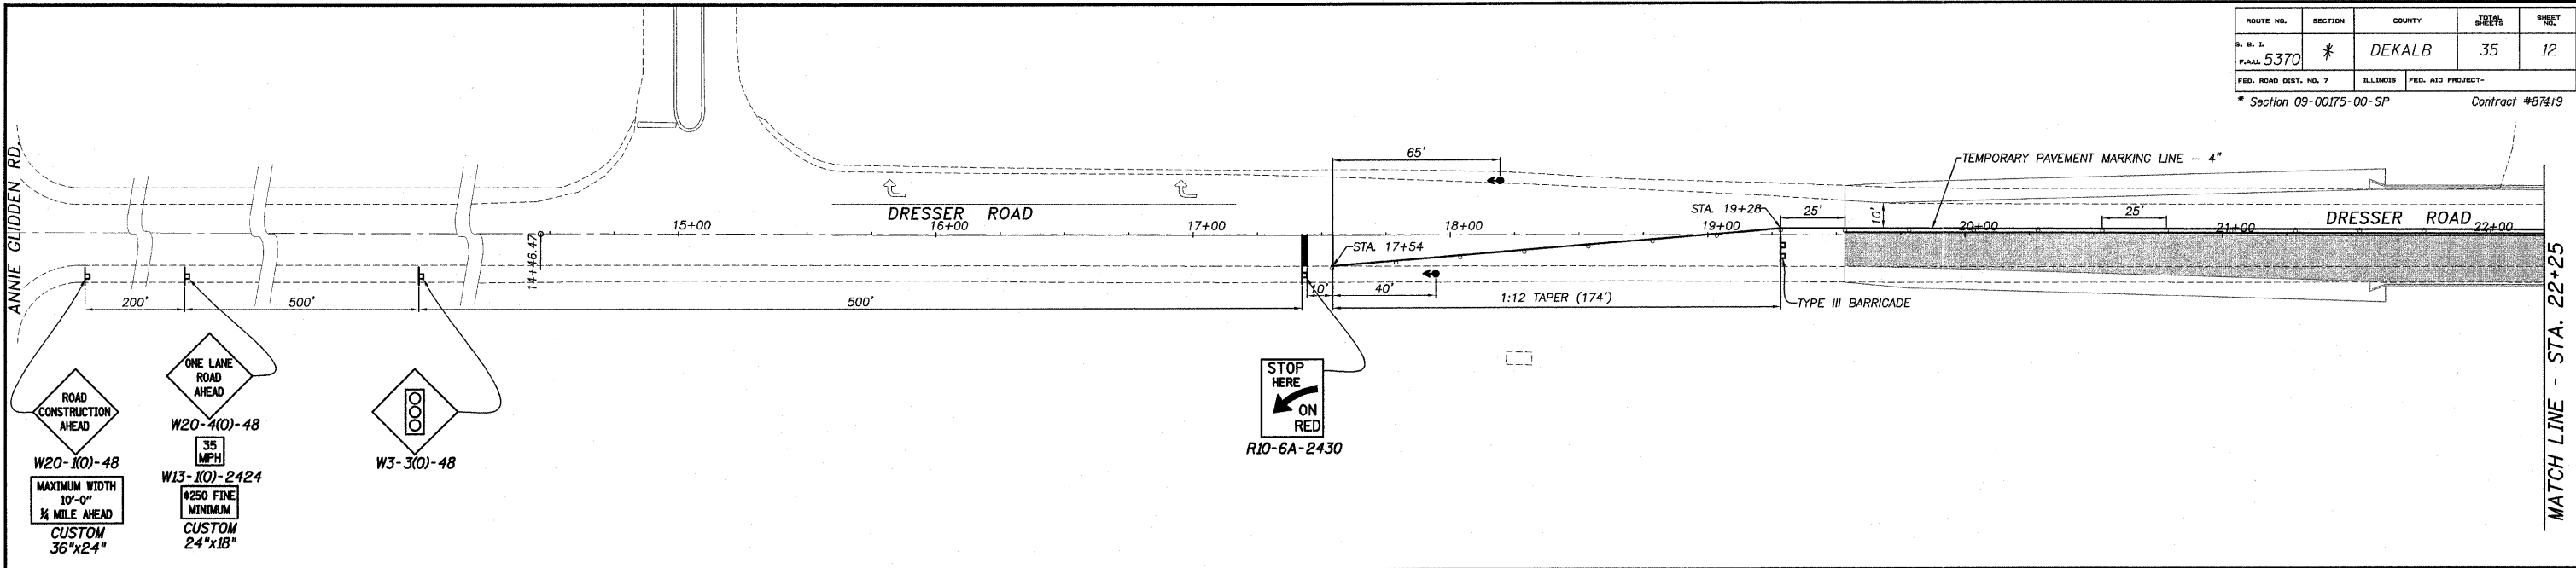 ROUTE NO. SECTION COUNTY TOTAL SHEETS SHEET NO.
S. B. I.
F.A.U. 5370 * DEKALB 35 12
FED. ROAD DIST. NO. 7 ILLINOIS FED. AID PROJECT-
* Section 09-00175-00-SP Contract #87419
ANNIE GLIDDEN RD.
65'
TEMPORARY PAVEMENT MARKING LINE - 4"
DRESSER ROAD
STA. 19+28
25'
10'
25'
DRESSER ROAD
15+00
16+00
17+00
18+00
19+00
20+00
21+00
22+00
14+46.47
STA. 17+54
200'
500'
500'
10'
40'
1:12 TAPER (174')
TYPE III BARRICADE
MATCH LINE - STA. 22+25
ROAD
CONSTRUCTION
AHEAD
W20-1(O)-48
MAXIMUM WIDTH
10'-0"
¼ MILE AHEAD
CUSTOM
36"x24"
ONE LANE
ROAD
AHEAD
W20-4(O)-48
35
MPH
W13-1(O)-2424
$250 FINE
MINIMUM
CUSTOM
24"x18"
W3-3(O)-48
STOP
HERE
ON
RED
R10-6A-2430